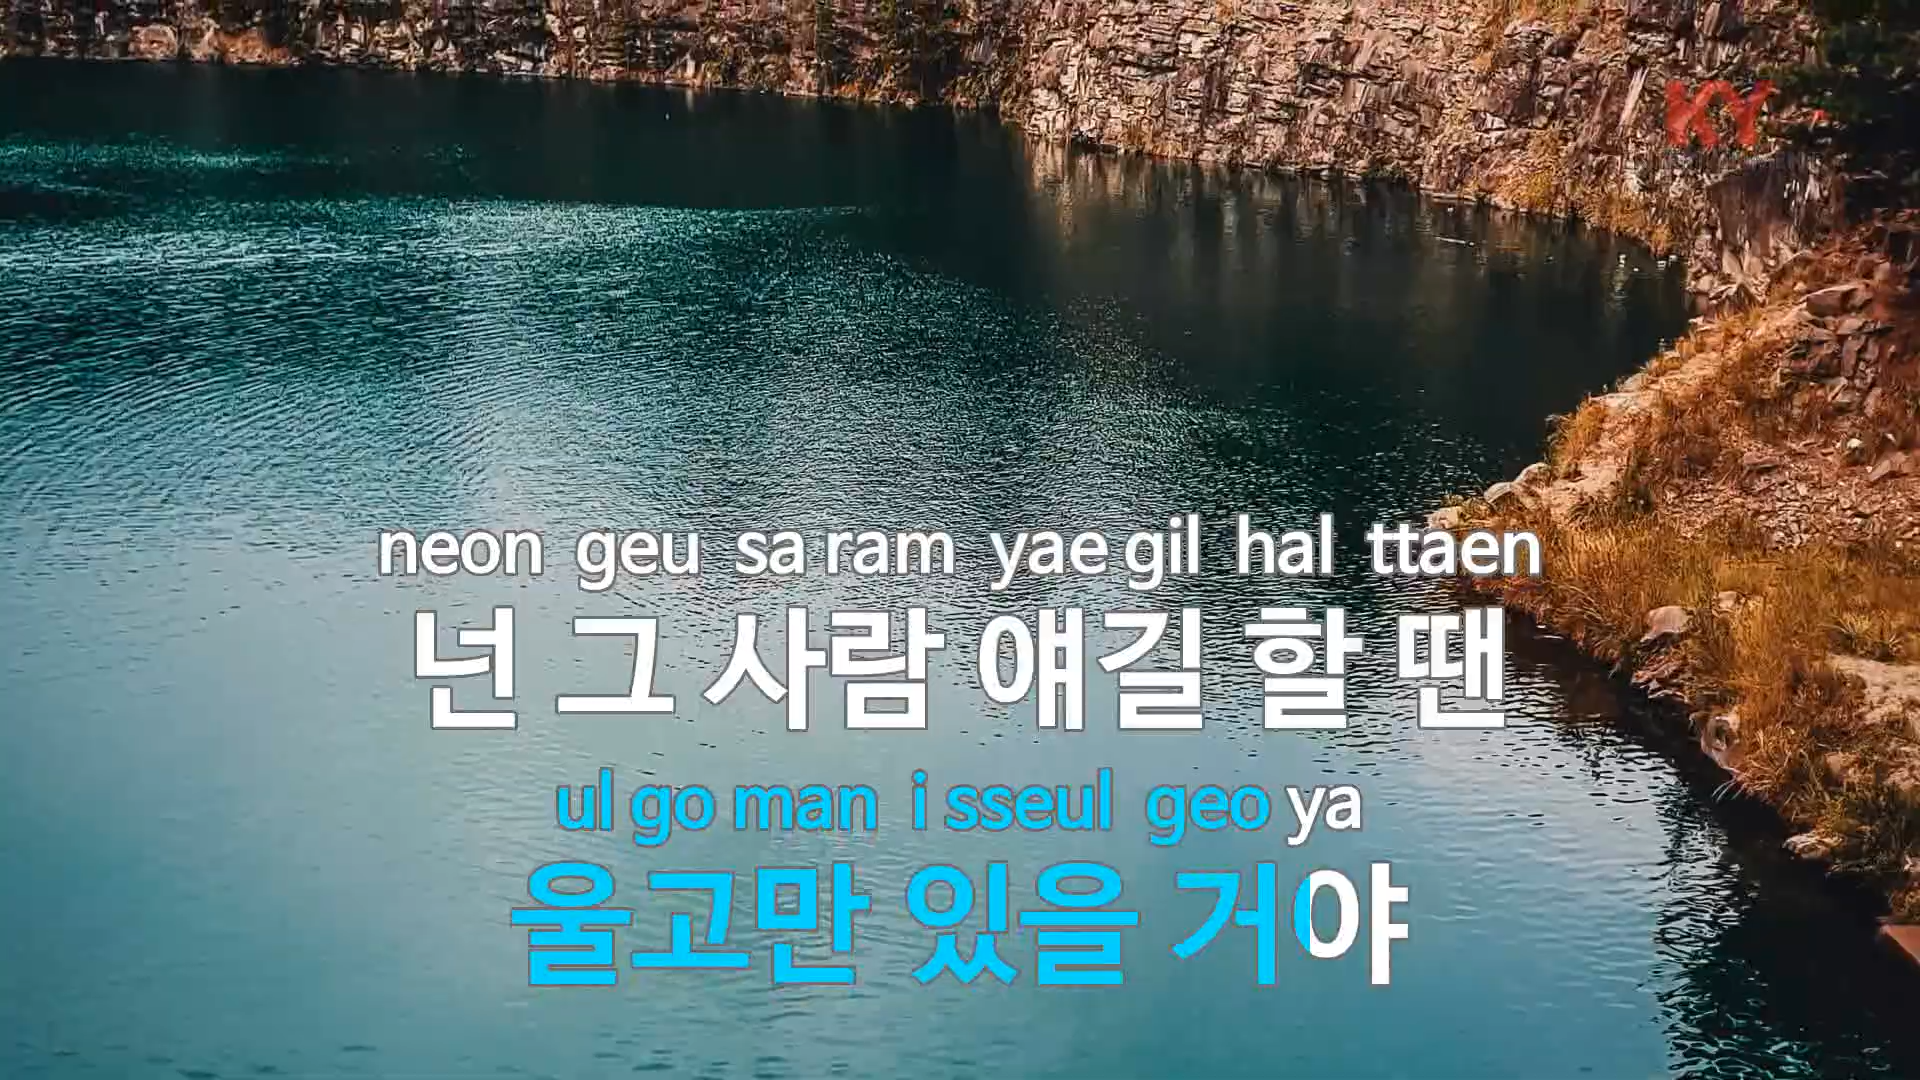 KY
neon geu sa ram yae gil hal ttaen
넌 그 사람 얘길 할 땐
ul go man i sseul geo ya
울고만 있을 거야